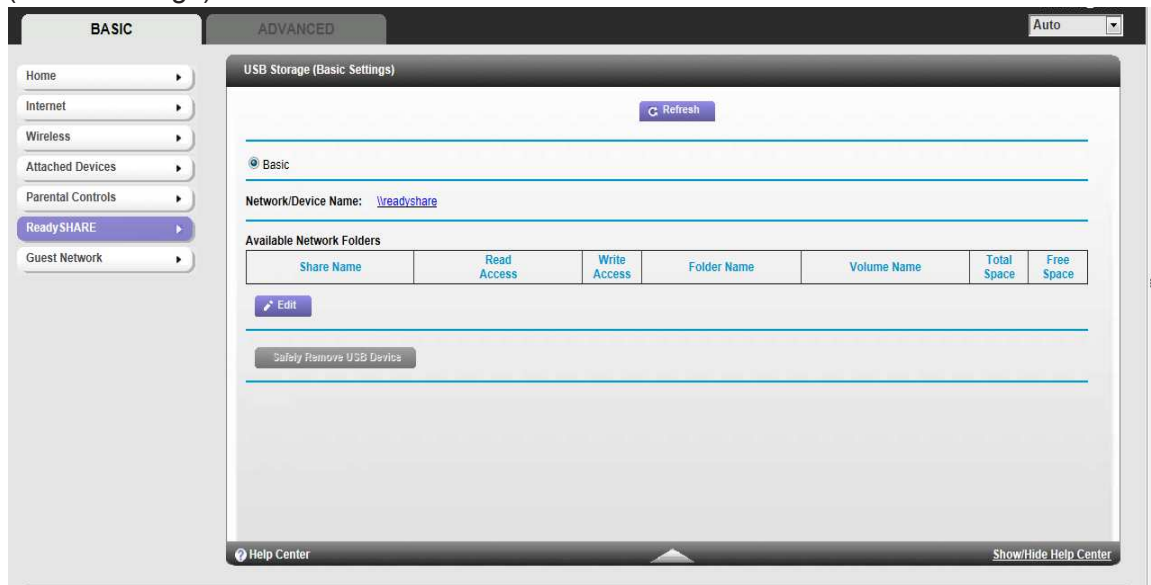 BASIC
ADVANCED
Auto
Home
Internet
Wireless
Attached Devices
Parental Controls
ReadySHARE
Guest Network
USB Storage (Basic Settings)
Refresh
Basic
Network/Device Name: \\readyshare
Available Network Folders
Share Name Read Access Write Access Folder Name Volume Name Total Space Free Space
Edit
Safely Remove USB Device
Help Center
Show/Hide Help Center